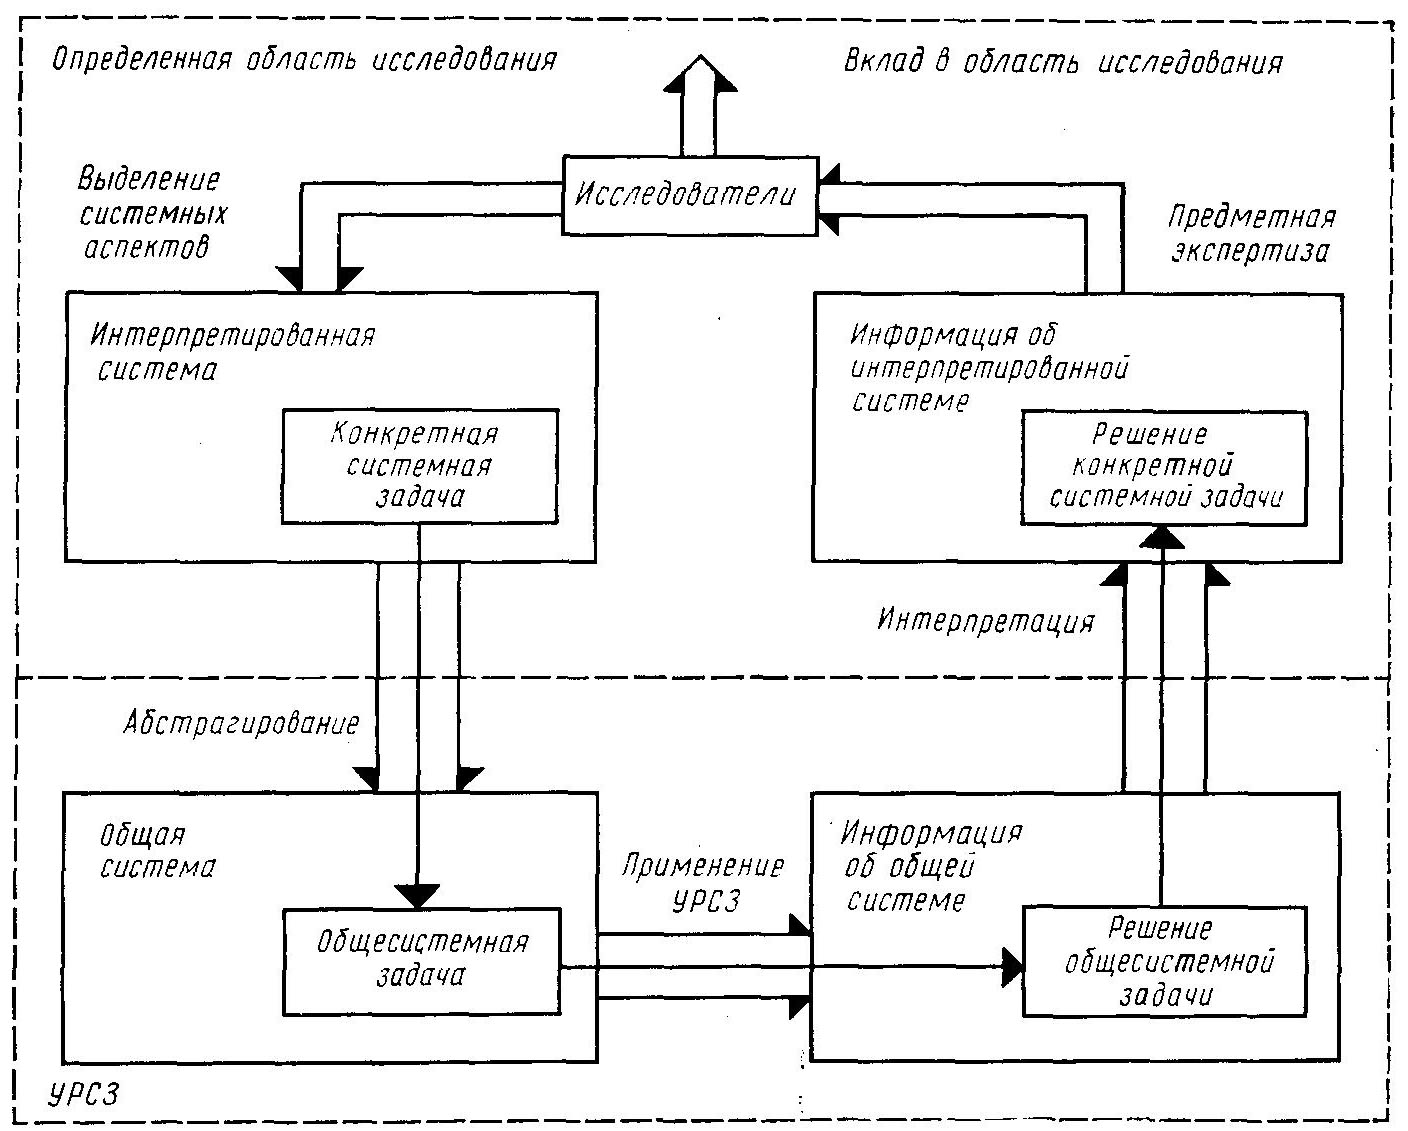 Определенная область исследования
Вклад в область исследования
Исследователи
Выделение
системных
аспектов
Предметная
экспертиза
Интерпретированная
система
Конкретная
системная
задача
Информация об
интерпретированной
системе
Решение
конкретной
системной задачи
Интерпретация
Абстрагирование
Общая
система
Общесистемная
задача
Применение
УРСЗ
Информация
об общей
системе
Решение
общесистемной
задачи
УРСЗ